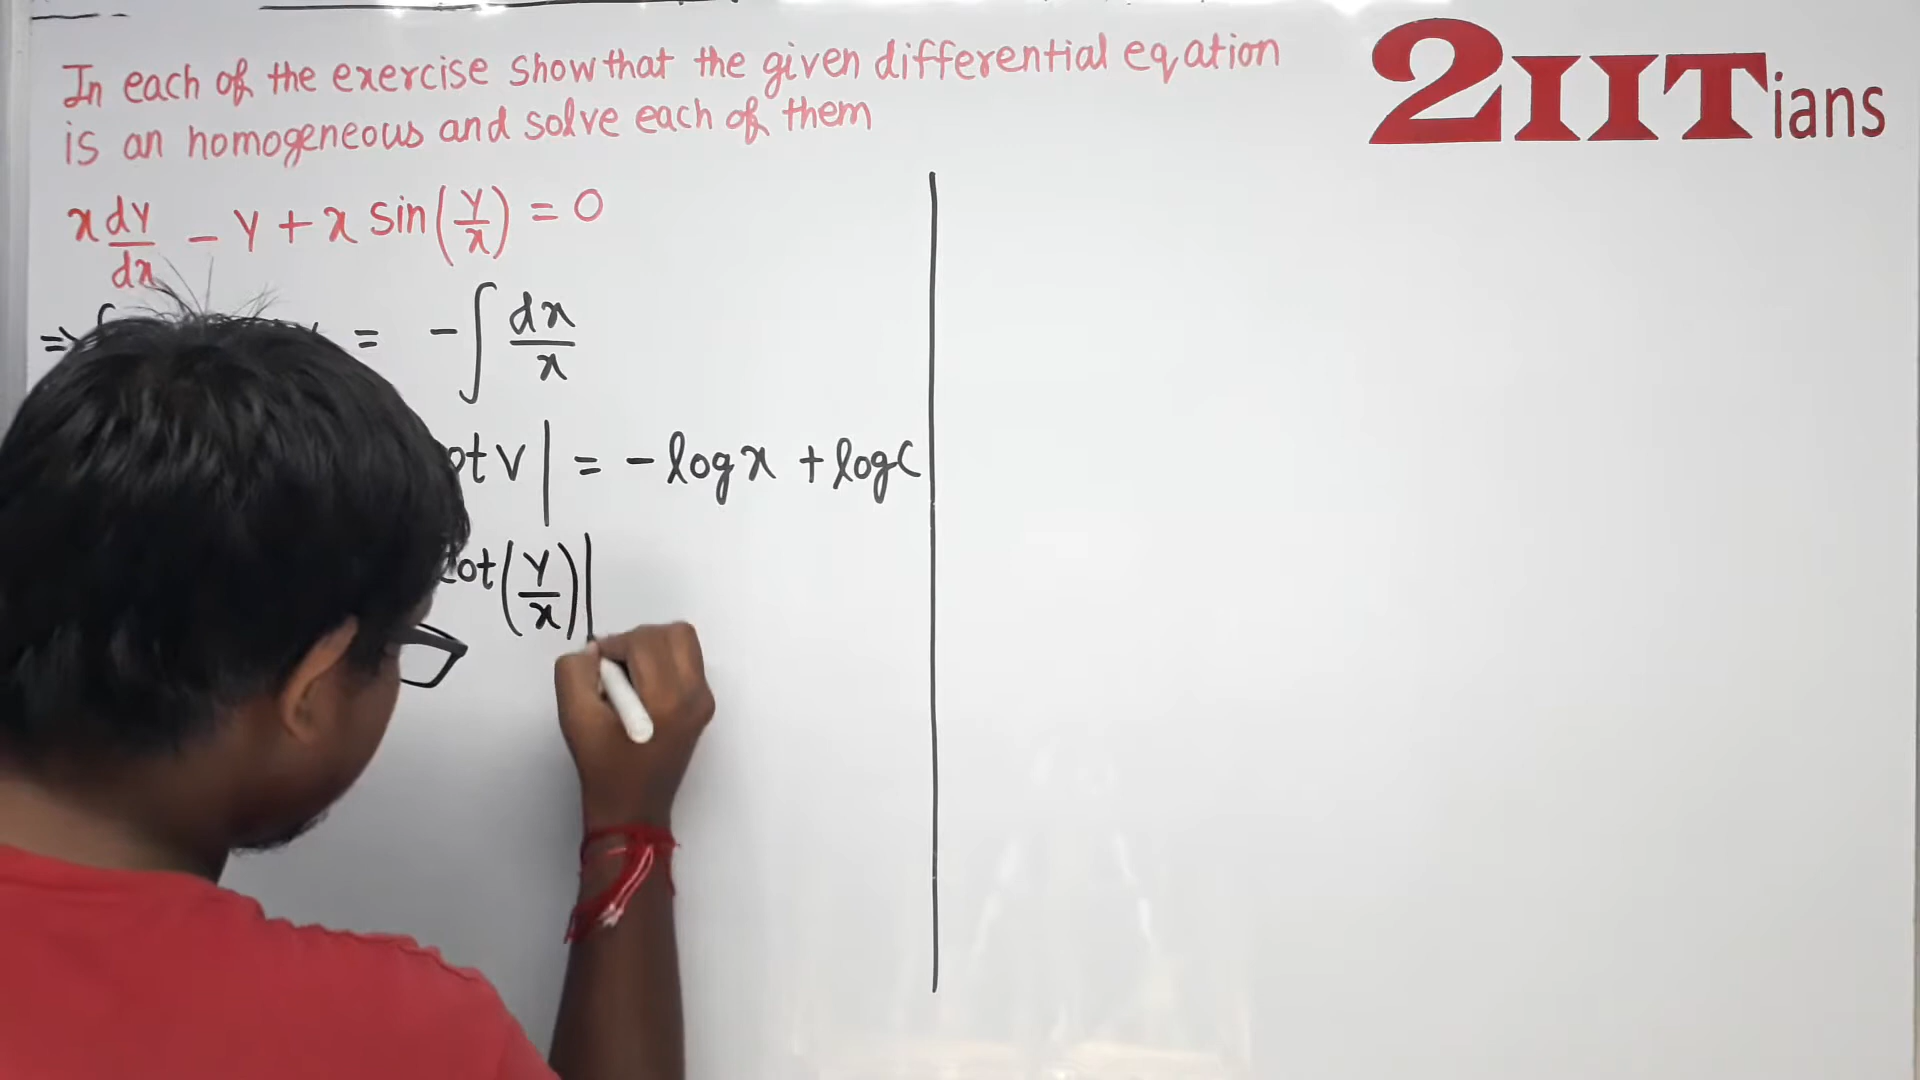 In each of the exercise show that the given differential eqation
is an homogeneous and solve each of them
2IITians
x dy/dx - y + x sin(y/x) = 0
=> = -∫ dx/x
v| = -log x + log c
cot(y/x)|